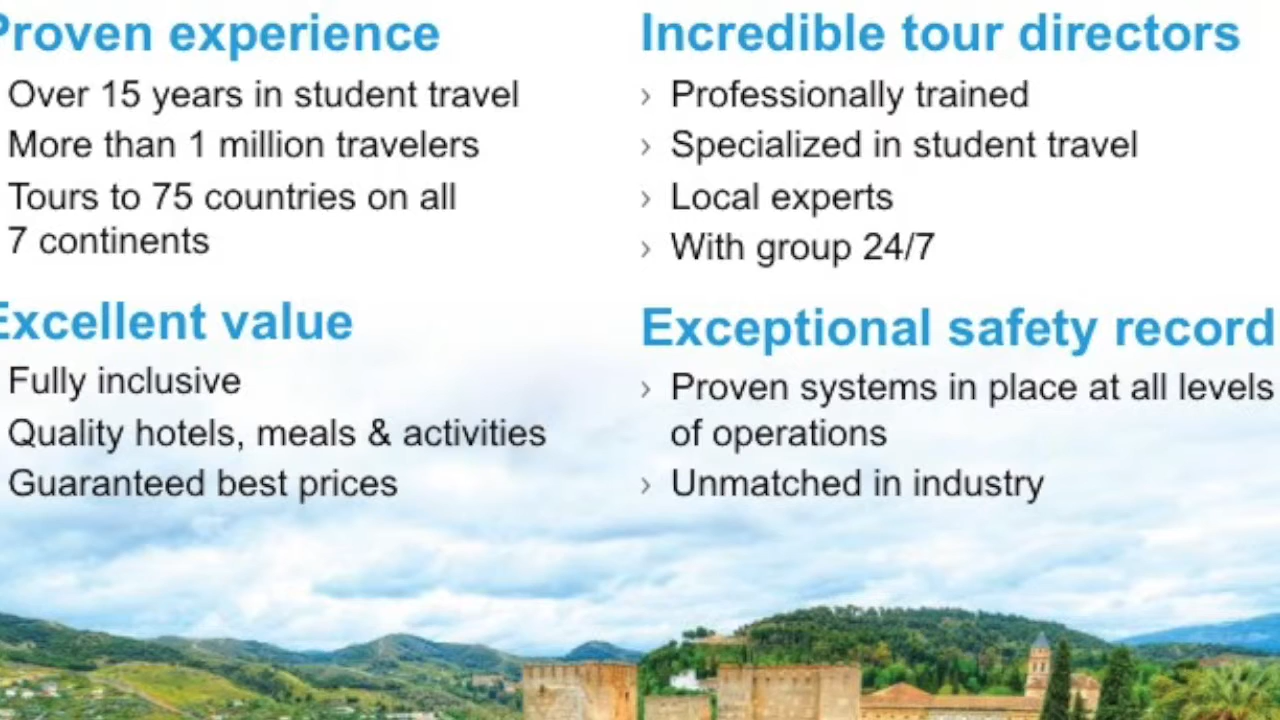 Proven experience
Over 15 years in student travel
More than 1 million travelers
Tours to 75 countries on all
7 continents
Excellent value
Fully inclusive
Quality hotels, meals & activities
Guaranteed best prices
Incredible tour directors
› Professionally trained
› Specialized in student travel
› Local experts
› With group 24/7
Exceptional safety record
› Proven systems in place at all levels
of operations
› Unmatched in industry